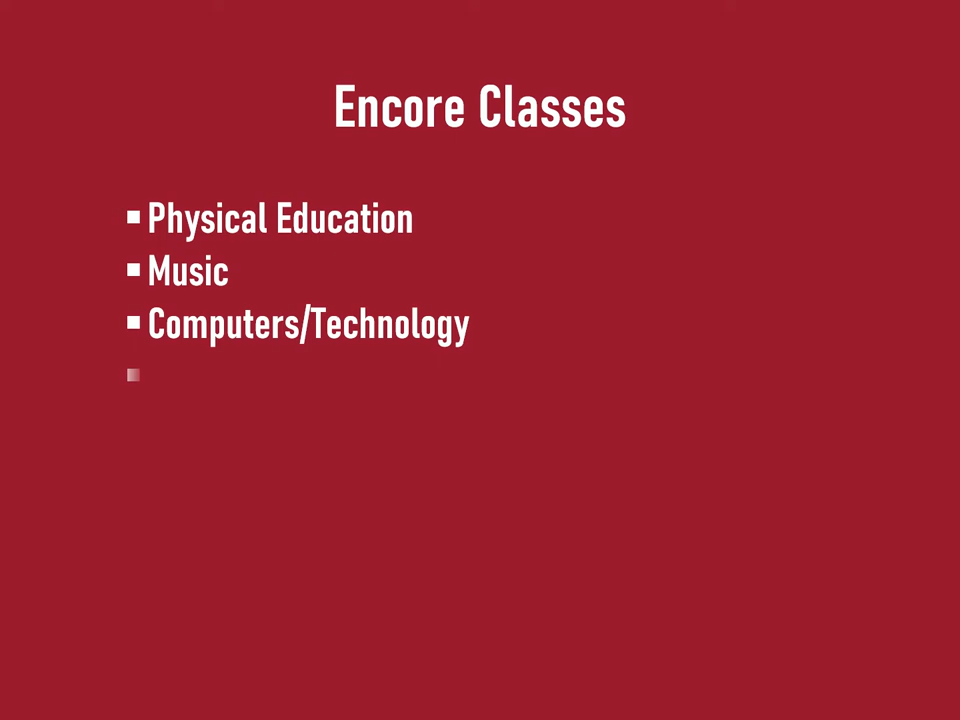 Encore Classes
▪ Physical Education
▪ Music
▪ Computers/Technology